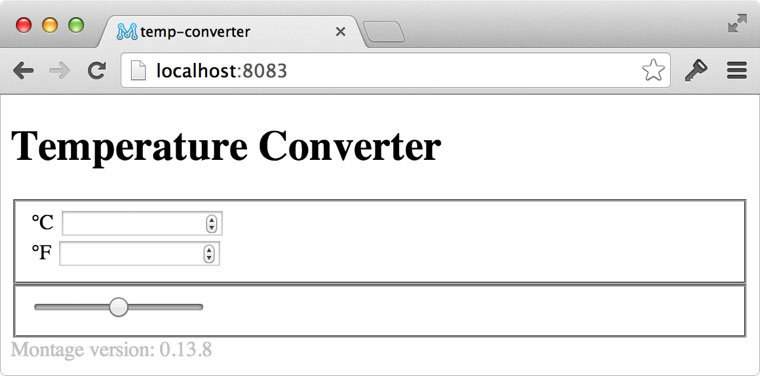 temp-converter
localhost:8083
Temperature Converter
°C
°F
Montage version: 0.13.8